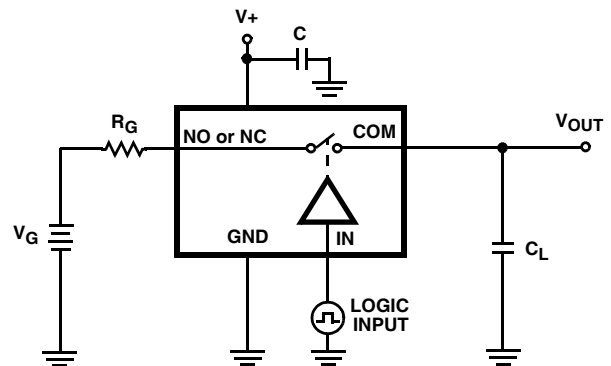 V+
C
RG
NO or NC
COM
VOUT
VG
GND
IN
CL
LOGIC
INPUT